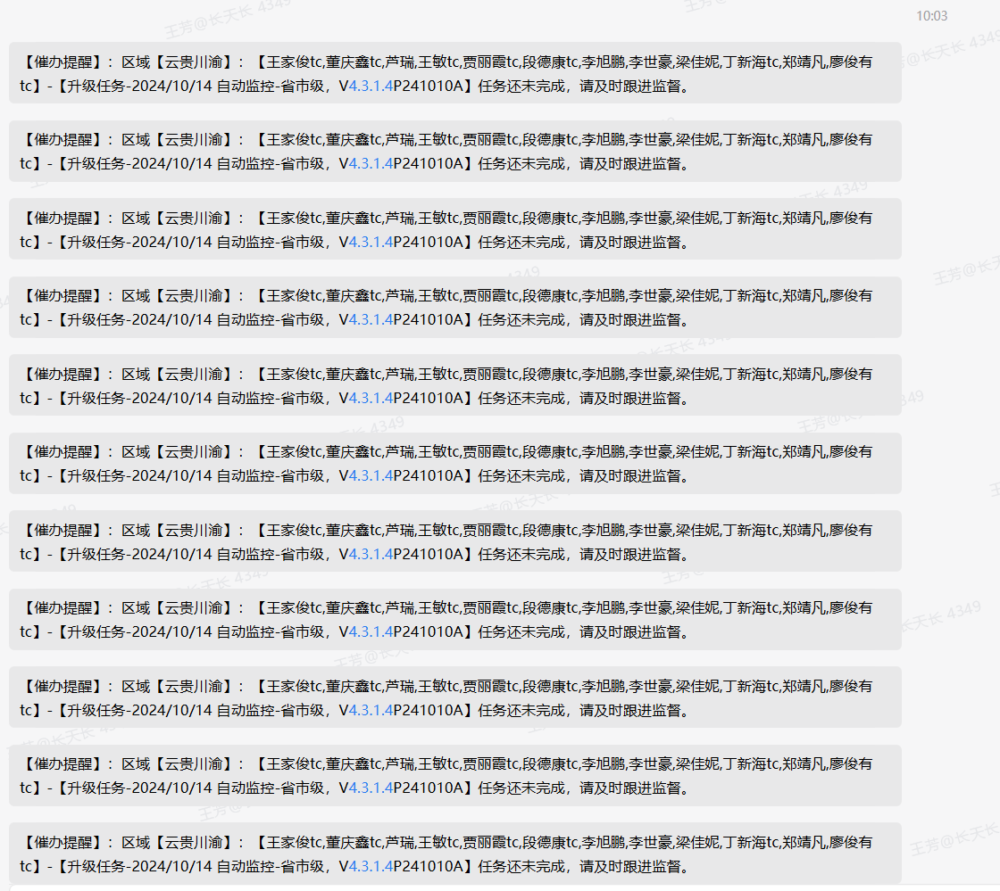 10:03
【催办提醒】：区域【云贵川渝】：【王家俊tc,董庆鑫tc,芦瑞,王敏tc,贾丽霞tc,段德康tc,李旭鹏,李世豪,梁佳妮,丁新海tc,郑靖凡,廖俊有
tc】-【升级任务-2024/10/14 自动监控-省市级，V4.3.1.4P241010A】任务还未完成，请及时跟进监督。
【催办提醒】：区域【云贵川渝】：【王家俊tc,董庆鑫tc,芦瑞,王敏tc,贾丽霞tc,段德康tc,李旭鹏,李世豪,梁佳妮,丁新海tc,郑靖凡,廖俊有
tc】-【升级任务-2024/10/14 自动监控-省市级，V4.3.1.4P241010A】任务还未完成，请及时跟进监督。
【催办提醒】：区域【云贵川渝】：【王家俊tc,董庆鑫tc,芦瑞,王敏tc,贾丽霞tc,段德康tc,李旭鹏,李世豪,梁佳妮,丁新海tc,郑靖凡,廖俊有
tc】-【升级任务-2024/10/14 自动监控-省市级，V4.3.1.4P241010A】任务还未完成，请及时跟进监督。
【催办提醒】：区域【云贵川渝】：【王家俊tc,董庆鑫tc,芦瑞,王敏tc,贾丽霞tc,段德康tc,李旭鹏,李世豪,梁佳妮,丁新海tc,郑靖凡,廖俊有
tc】-【升级任务-2024/10/14 自动监控-省市级，V4.3.1.4P241010A】任务还未完成，请及时跟进监督。
【催办提醒】：区域【云贵川渝】：【王家俊tc,董庆鑫tc,芦瑞,王敏tc,贾丽霞tc,段德康tc,李旭鹏,李世豪,梁佳妮,丁新海tc,郑靖凡,廖俊有
tc】-【升级任务-2024/10/14 自动监控-省市级，V4.3.1.4P241010A】任务还未完成，请及时跟进监督。
【催办提醒】：区域【云贵川渝】：【王家俊tc,董庆鑫tc,芦瑞,王敏tc,贾丽霞tc,段德康tc,李旭鹏,李世豪,梁佳妮,丁新海tc,郑靖凡,廖俊有
tc】-【升级任务-2024/10/14 自动监控-省市级，V4.3.1.4P241010A】任务还未完成，请及时跟进监督。
【催办提醒】：区域【云贵川渝】：【王家俊tc,董庆鑫tc,芦瑞,王敏tc,贾丽霞tc,段德康tc,李旭鹏,李世豪,梁佳妮,丁新海tc,郑靖凡,廖俊有
tc】-【升级任务-2024/10/14 自动监控-省市级，V4.3.1.4P241010A】任务还未完成，请及时跟进监督。
【催办提醒】：区域【云贵川渝】：【王家俊tc,董庆鑫tc,芦瑞,王敏tc,贾丽霞tc,段德康tc,李旭鹏,李世豪,梁佳妮,丁新海tc,郑靖凡,廖俊有
tc】-【升级任务-2024/10/14 自动监控-省市级，V4.3.1.4P241010A】任务还未完成，请及时跟进监督。
【催办提醒】：区域【云贵川渝】：【王家俊tc,董庆鑫tc,芦瑞,王敏tc,贾丽霞tc,段德康tc,李旭鹏,李世豪,梁佳妮,丁新海tc,郑靖凡,廖俊有
tc】-【升级任务-2024/10/14 自动监控-省市级，V4.3.1.4P241010A】任务还未完成，请及时跟进监督。
【催办提醒】：区域【云贵川渝】：【王家俊tc,董庆鑫tc,芦瑞,王敏tc,贾丽霞tc,段德康tc,李旭鹏,李世豪,梁佳妮,丁新海tc,郑靖凡,廖俊有
tc】-【升级任务-2024/10/14 自动监控-省市级，V4.3.1.4P241010A】任务还未完成，请及时跟进监督。
【催办提醒】：区域【云贵川渝】：【王家俊tc,董庆鑫tc,芦瑞,王敏tc,贾丽霞tc,段德康tc,李旭鹏,李世豪,梁佳妮,丁新海tc,郑靖凡,廖俊有
tc】-【升级任务-2024/10/14 自动监控-省市级，V4.3.1.4P241010A】任务还未完成，请及时跟进监督。
王芳@长天长 4349